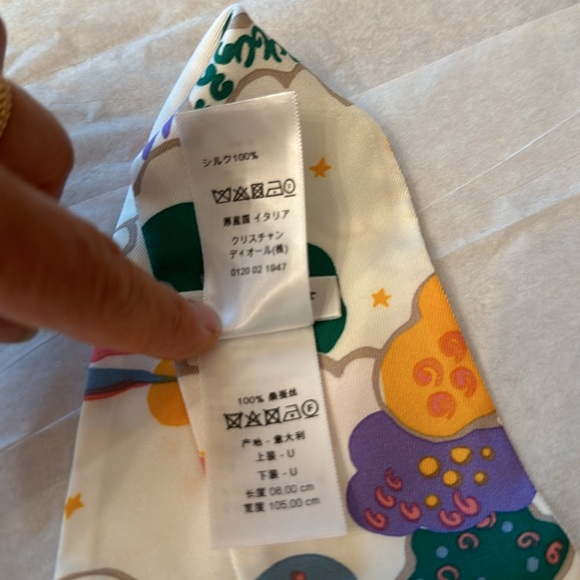 シルク100%
原産国 イタリア
クリスチャン
ディオール(株)
0120 02 1947
100% 桑蚕丝
F
产地 - 意大利
上装 - U
下装 - U
长度 06.00 cm
宽度 105.00 cm